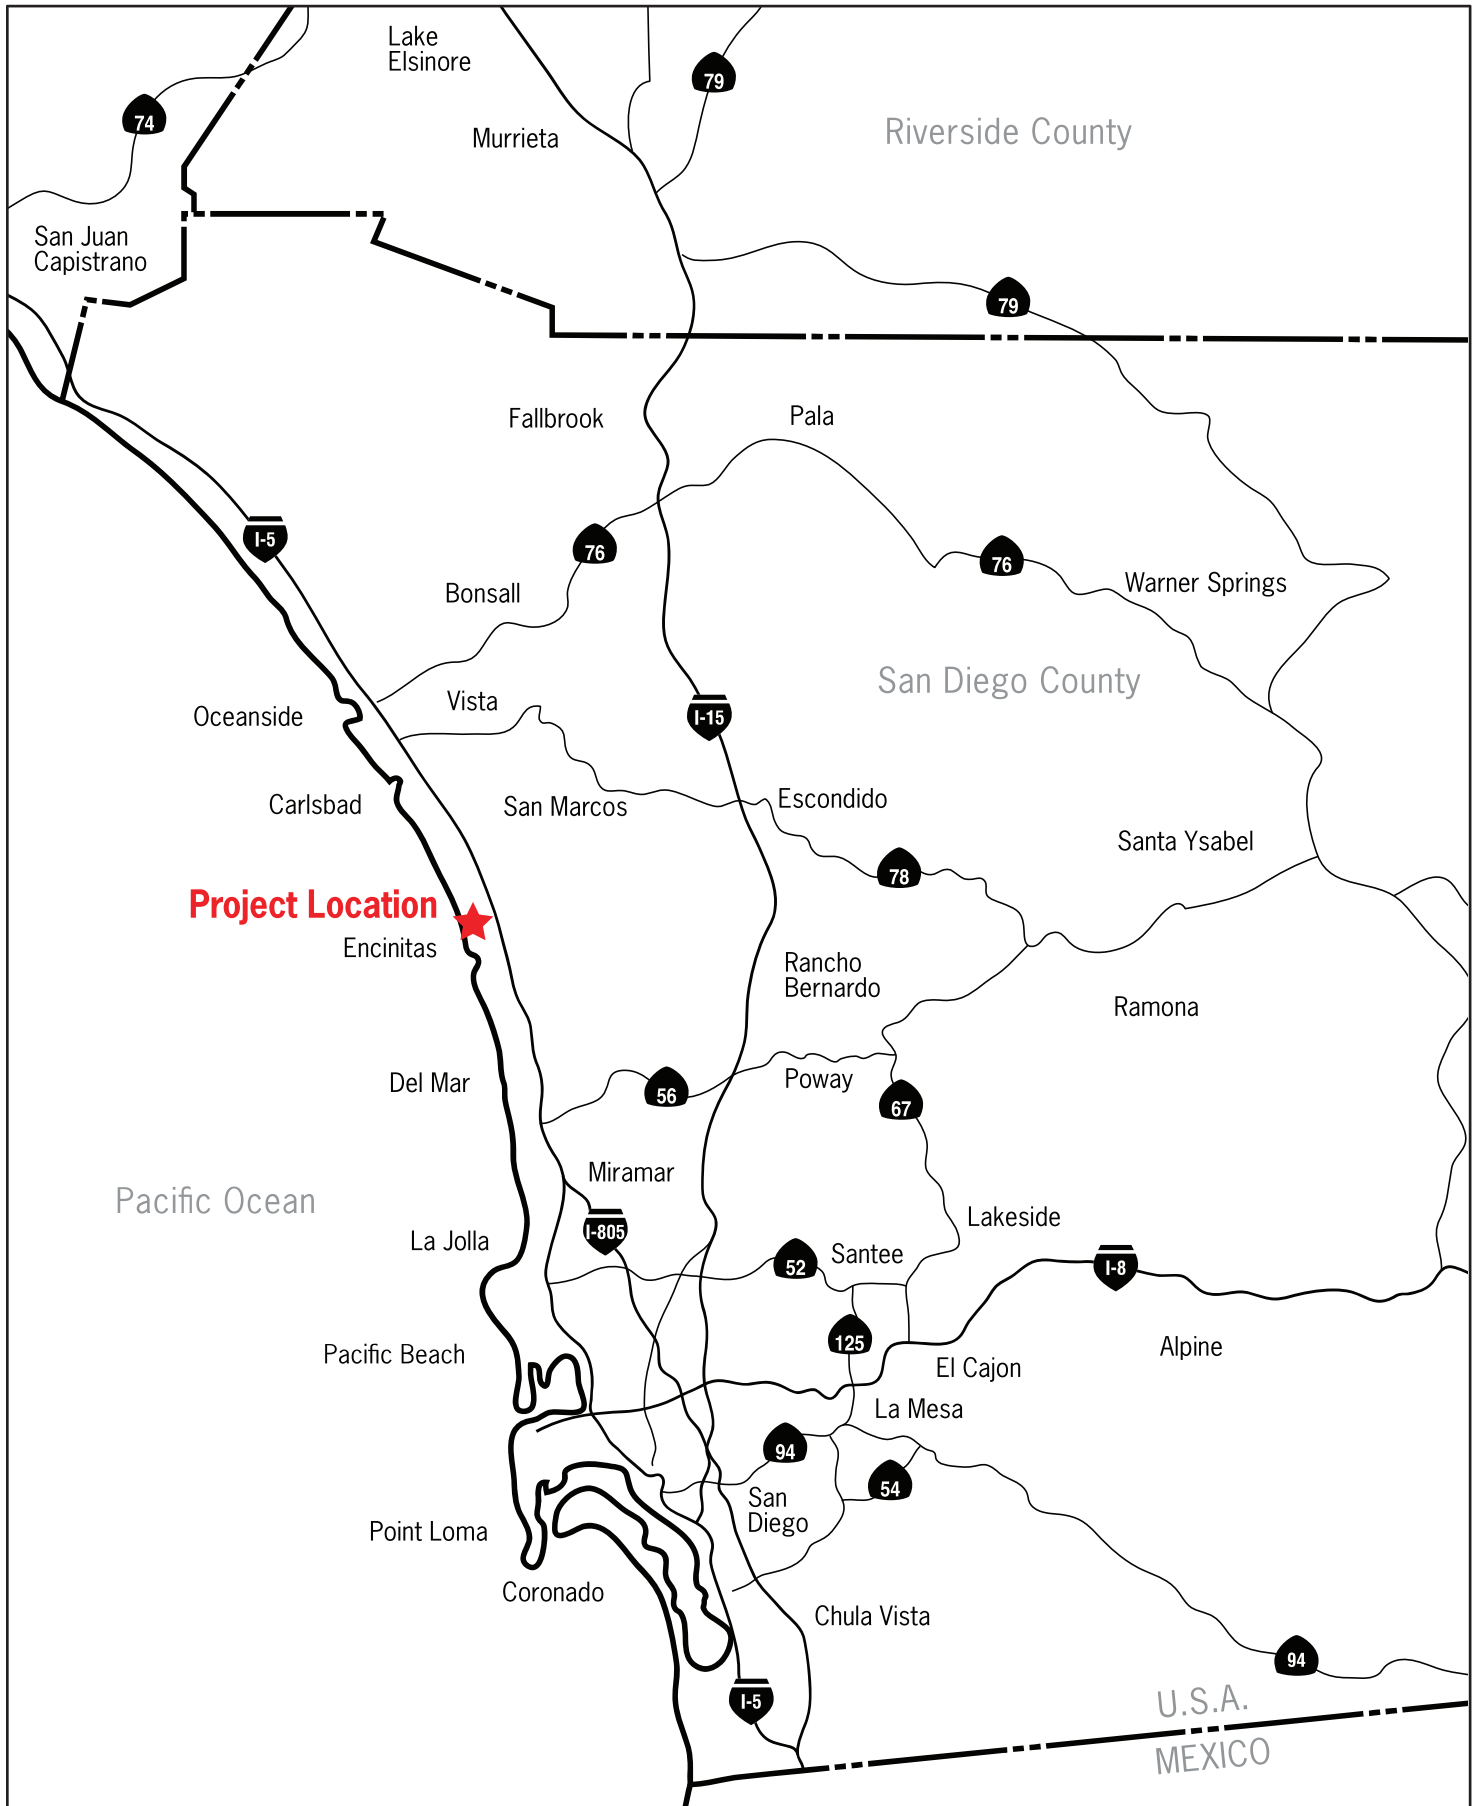 Lake
Elsinore
79
74
Murrieta
Riverside County
San Juan
Capistrano
79
Fallbrook
Pala
I-5
76
76
Bonsall
Warner Springs
San Diego County
Vista
Oceanside
I-15
Carlsbad
San Marcos
Escondido
Santa Ysabel
78
Project Location
Encinitas
Rancho
Bernardo
Ramona
Del Mar
56
Poway
67
Miramar
Pacific Ocean
La Jolla
I-805
Lakeside
52
Santee
I-8
125
Pacific Beach
El Cajon
Alpine
La Mesa
94
54
San
Diego
Point Loma
Coronado
Chula Vista
94
I-5
U.S.A.
MEXICO